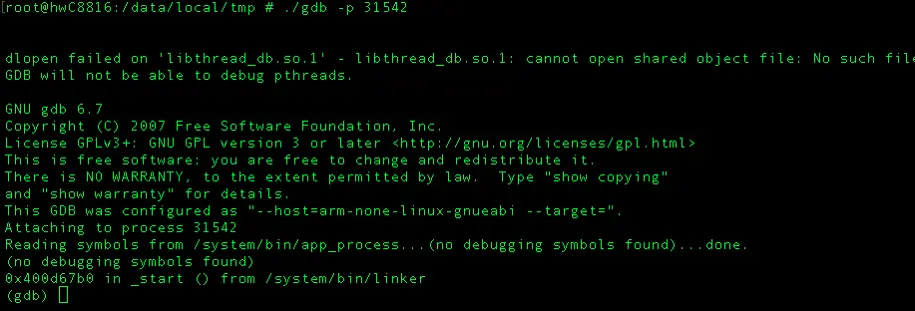 [root@hwC8816:/data/local/tmp # ./gdb -p 31542
dlopen failed on 'libthread_db.so.1' - libthread_db.so.1: cannot open shared object file: No such file
GDB will not be able to debug pthreads.
GNU gdb 6.7
Copyright (C) 2007 Free Software Foundation, Inc.
License GPLv3+: GNU GPL version 3 or later <http://gnu.org/licenses/gpl.html>
This is free software: you are free to change and redistribute it.
There is NO WARRANTY, to the extent permitted by law.  Type "show copying"
and "show warranty" for details.
This GDB was configured as "--host=arm-none-linux-gnueabi --target=".
Attaching to process 31542
Reading symbols from /system/bin/app_process...(no debugging symbols found)...done.
(no debugging symbols found)
0x400d67b0 in _start () from /system/bin/linker
(gdb)